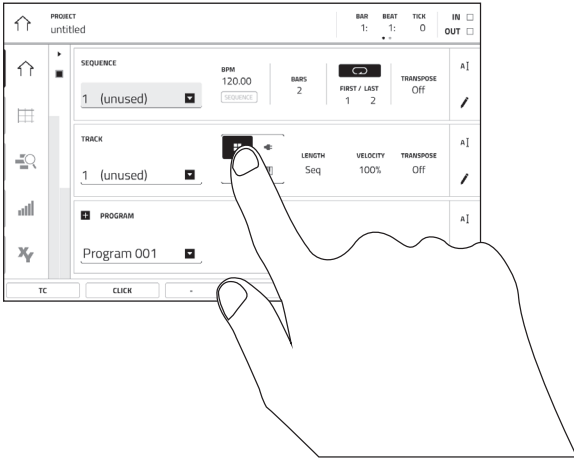 PROJECT
untitled
BAR BEAT TICK
1: 1: 0
IN
OUT
SEQUENCE
1 (unused)
BPM
120.00
SEQUENCE
BARS
2
FIRST / LAST
1 2
TRANSPOSE
Off
TRACK
1 (unused)
LENGTH
Seq
VELOCITY
100%
TRANSPOSE
Off
PROGRAM
Program 001
TC CLICK -
XY
A
A
A